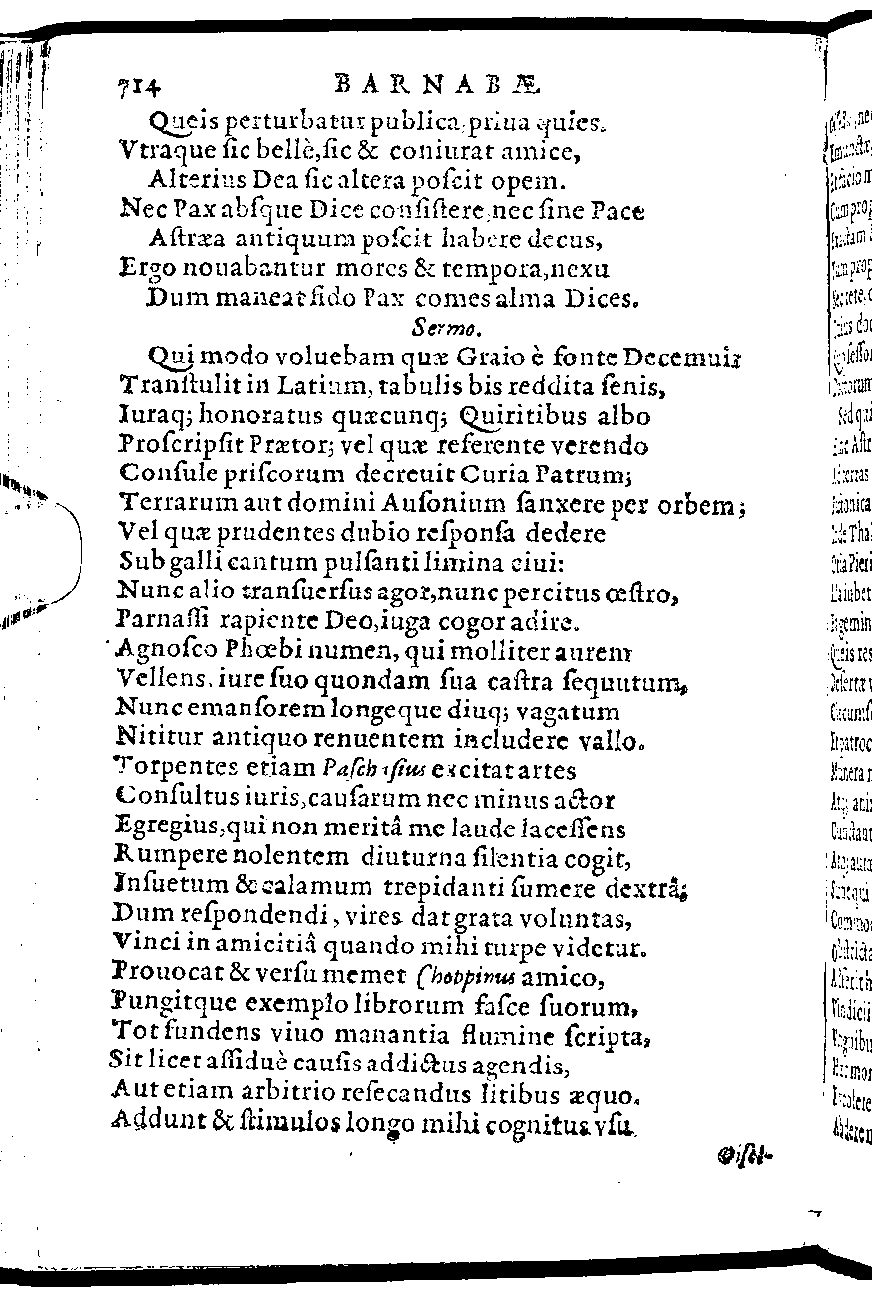 714 BARNABÆ
Queis perturbatur publica, priua quies.
Vtraque ſic bellè, ſic & coniurat amice,
Alterius Dea ſic altera poſcit opem.
Nec Pax abſque Dice conſiſtere, nec ſine Pace
Aſtræa antiquum poſcit habere decus,
Ergo nouabantur mores & tempora, nexu
Dum maneat fido Pax comes alma Dices.
Sermo.
Qui modo voluebam quæ Graio è fonte Decemuir
Tranſtulit in Latium, tabulis bis reddita ſenis,
Iuraq; honoratus quæcunq; Quiritibus albo
Proſcripſit Prætor; vel quæ referente verendo
Conſule priſcorum decreuit Curia Patrum;
Terrarum aut domini Auſonium ſanxere per orbem;
Vel quæ prudentes dubio reſponſa dedere
Sub galli cantum pulſanti limina ciui:
Nunc alio tranſuerſus agor, nunc percitus œſtro,
Parnaſſi rapiente Deo, iuga cogor adire.
Agnoſco Phœbi numen, qui molliter aurem
Vellens, iure ſuo quondam ſua caſtra ſequutum,
Nunc emanſorem longeque diuq; vagatum
Nititur antiquo renuentem includere vallo.
Torpentes etiam Paſchaſius excitat artes
Conſultus iuris, cauſarum nec minus actor
Egregius, qui non meritâ me laude laceſſens
Rumpere nolentem diuturna ſilentia cogit,
Inſuetum & calamum trepidanti ſumere dextrâ;
Dum reſpondendi, vires dat grata voluntas,
Vinci in amicitiâ quando mihi turpe videtur.
Prouocat & verſu memet Choppinus amico,
Pungitque exemplo librorum faſce ſuorum,
Tot fundens viuo manantia flumine ſcripta,
Sit licet aſſiduè cauſis addictus agendis,
Aut etiam arbitrio reſecandus litibus æquo.
Addunt & ſtimulos longo mihi cognitus vſu
Oiſel-